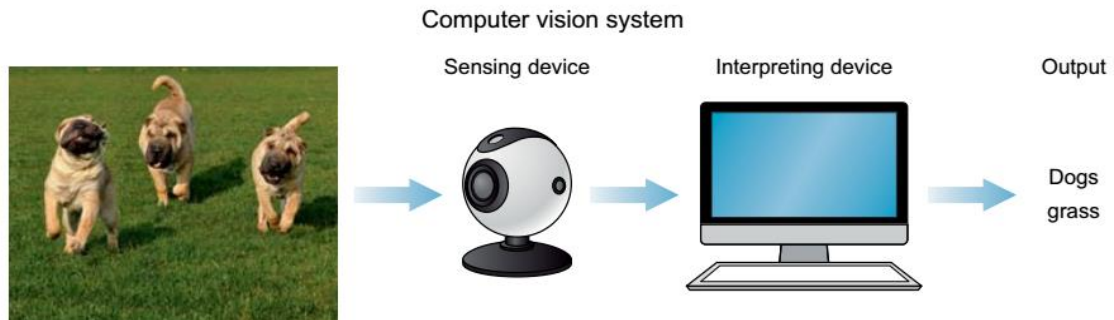 Computer vision system
Sensing device
Interpreting device
Output
Dogs
grass